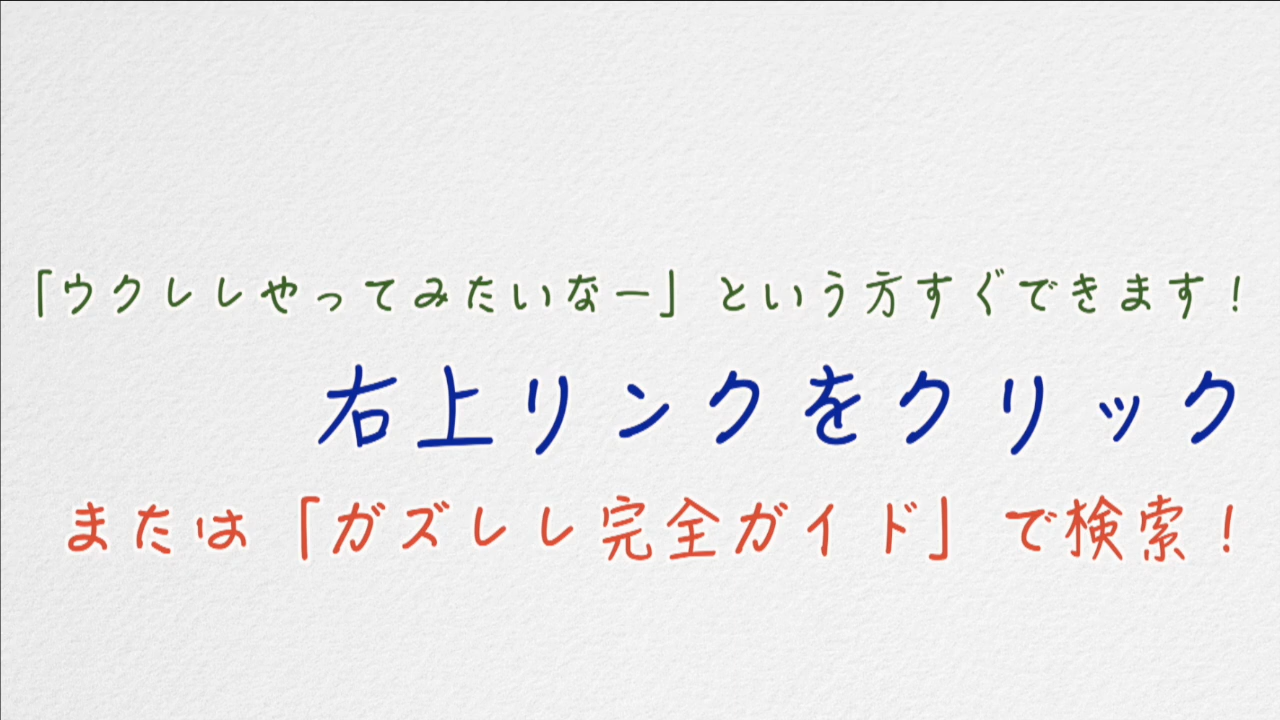 「ウクレレやってみたいなー」という方すぐできます！
右上リンクをクリック
または「ガズレレ完全ガイド」で検索！